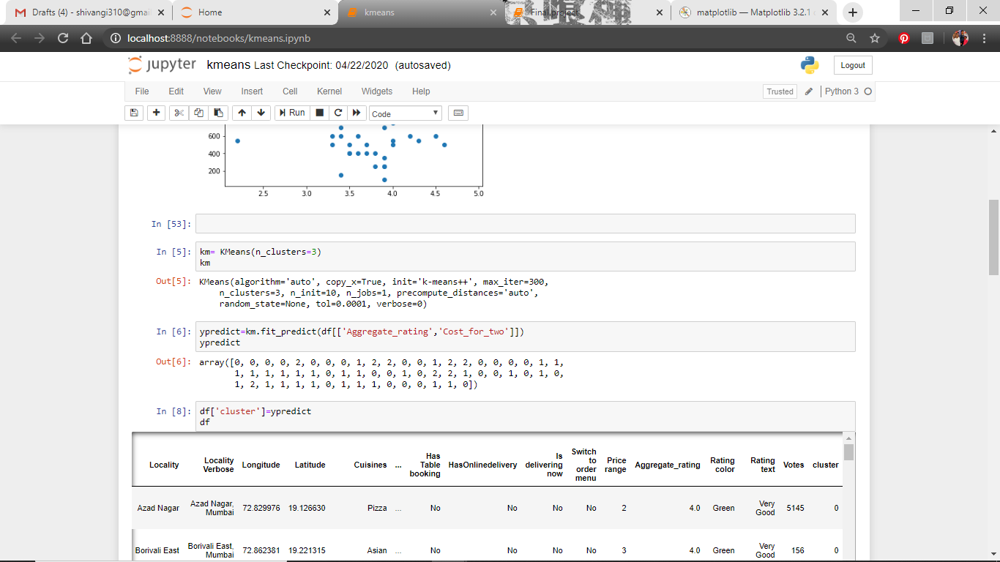 Drafts (4) - shivangi310@gmai
Home
kmeans
Final project
matplotlib — Matplotlib 3.2.1 d
localhost:8888/notebooks/kmeans.ipynb
jupyter kmeans Last Checkpoint: 04/22/2020 (autosaved)
Logout
File Edit View Insert Cell Kernel Widgets Help
Trusted Python 3
Run Code
600
400
200
2.5 3.0 3.5 4.0 4.5 5.0
In [53]:
In [5]: km= KMeans(n_clusters=3)
km
Out[5]: KMeans(algorithm='auto', copy_x=True, init='k-means++', max_iter=300,
n_clusters=3, n_init=10, n_jobs=1, precompute_distances='auto',
random_state=None, tol=0.0001, verbose=0)
In [6]: ypredict=km.fit_predict(df[['Aggregate_rating','Cost_for_two']])
ypredict
Out[6]: array([0, 0, 0, 0, 2, 0, 0, 0, 1, 2, 2, 0, 0, 1, 2, 2, 0, 0, 0, 0, 1, 1,
1, 1, 1, 1, 1, 1, 0, 1, 1, 0, 0, 1, 0, 2, 2, 1, 0, 0, 1, 0, 1, 0,
1, 2, 1, 1, 1, 1, 0, 1, 1, 1, 0, 0, 0, 1, 1, 0])
In [8]: df['cluster']=ypredict
df
Locality
Locality
Verbose
Longitude
Latitude
Cuisines
...
Has
Table
booking
HasOnlinedelivery
Is
delivering
now
Switch
to
order
menu
Price
range
Aggregate_rating
Rating
color
Rating
text
Votes
cluster
Azad Nagar
Azad Nagar,
Mumbai
72.829976 19.126630 Pizza ... No No No No 2 4.0 Green
Very
Good
5145 0
Borivali East
Borivali East,
Mumbai
72.862381 19.221315 Asian ... No No No No 3 4.0 Green
Very
Good
156 0